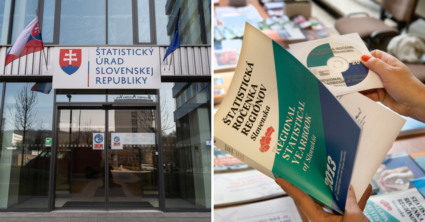 ŠTATISTICKÝ
ÚRAD
SLOVENSKEJ
REPUBLIKY
ŠTATISTICKÁ
ROČENKA
REGIÓNOV
Slovenska
REGIONAL
STATISTICAL
YEARBOOK
of Slovakia
2013